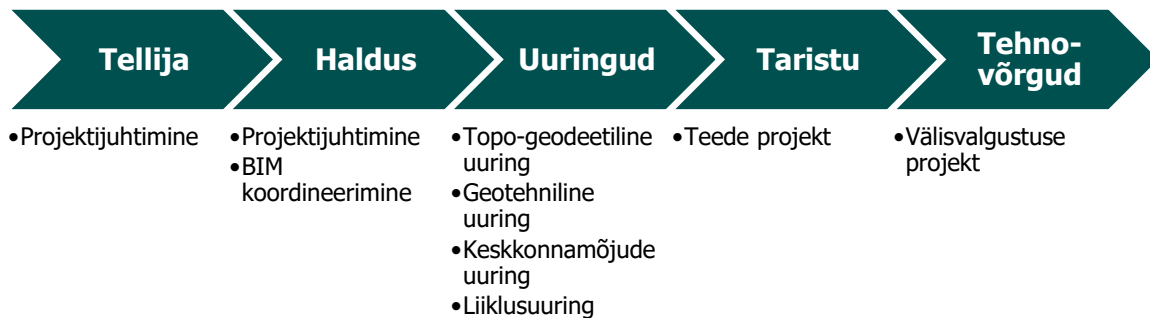 Tellija
•Projektijuhtimine
Haldus
•Projektijuhtimine
•BIM
koordineerimine
Uuringud
•Topo-geodeetiline
uuring
•Geotehniline
uuring
•Keskkonnamõjude
uuring
•Liiklusuuring
Taristu
•Teede projekt
Tehno-
võrgud
•Välisvalgustuse
projekt